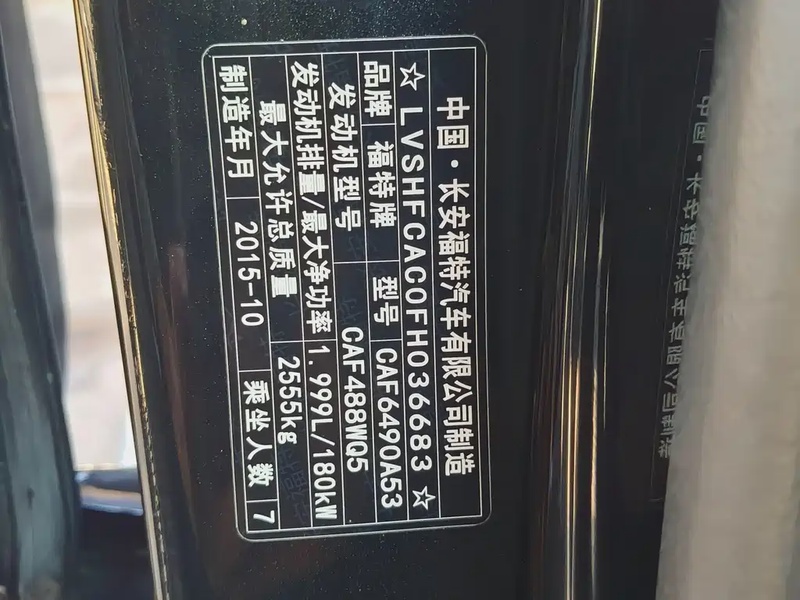 中国·长安福特汽车有限公司制造
☆LVSHFCAC0FH036683☆
品牌 福特牌 型号 CAF6490A53
发动机型号 CAF488WQ5
发动机排量/最大净功率 1.999L/180kW
最大允许总质量 2555kg
制造年月 2015-10 乘坐人数 7